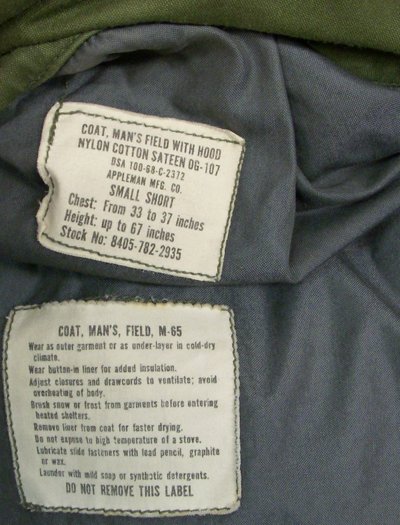 COAT, MAN'S FIELD WITH HOOD
NYLON COTTON SATEEN OG-107
DSA 100-68-C-2372
APPLEMAN MFG. CO.
SMALL SHORT
Chest: From 33 to 37 inches
Height: up to 67 inches
Stock No: 8405-782-2935
COAT, MAN'S, FIELD, M-65
Wear as outer garment or as under-layer in cold-dry
climate.
Wear button-in liner for added insulation.
Adjust closures and drawcords to ventilate; avoid
overheating of body.
Brush snow or frost from garments before entering
heated shelters.
Remove liner from coat for faster drying.
Do not expose to high temperature of a stove.
Lubricate slide fasteners with lead pencil, graphite
or wax.
Launder with mild soap or synthetic detergents.
DO NOT REMOVE THIS LABEL